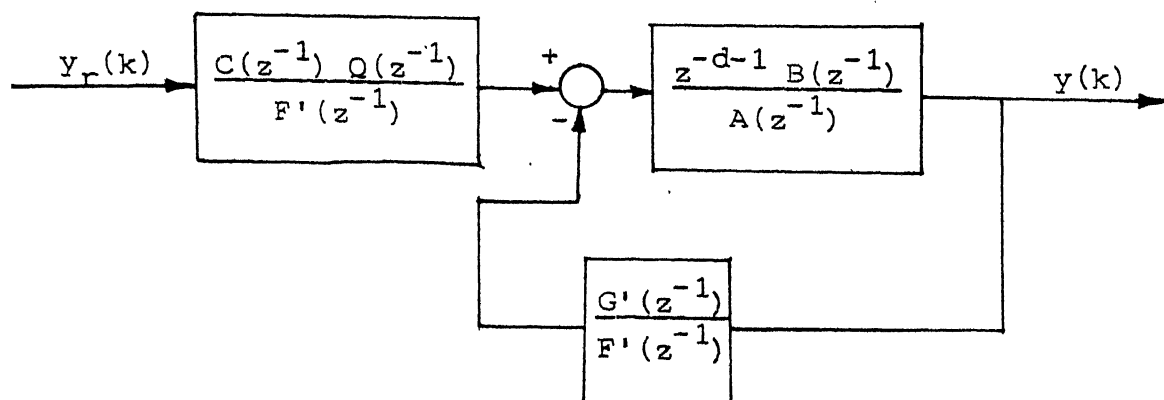 y_r(k)
C(z^-1) Q(z^-1)
F'(z^-1)
+
-
z^-d-1 B(z^-1)
A(z^-1)
y(k)
G'(z^-1)
F'(z^-1)